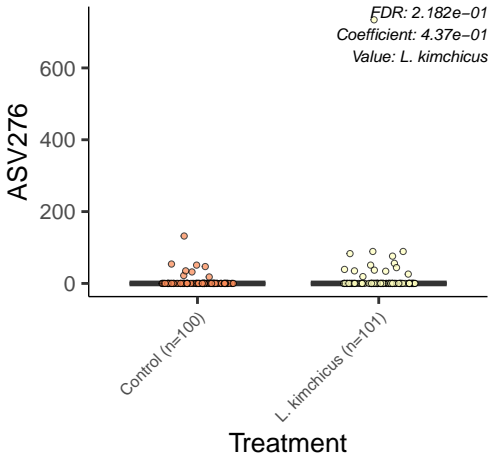 FDR: 2.182e−01
Coefficient: 4.37e−01
Value: L. kimchicus
ASV276
600
400
200
0
Control (n=100)
L. kimchicus (n=101)
Treatment